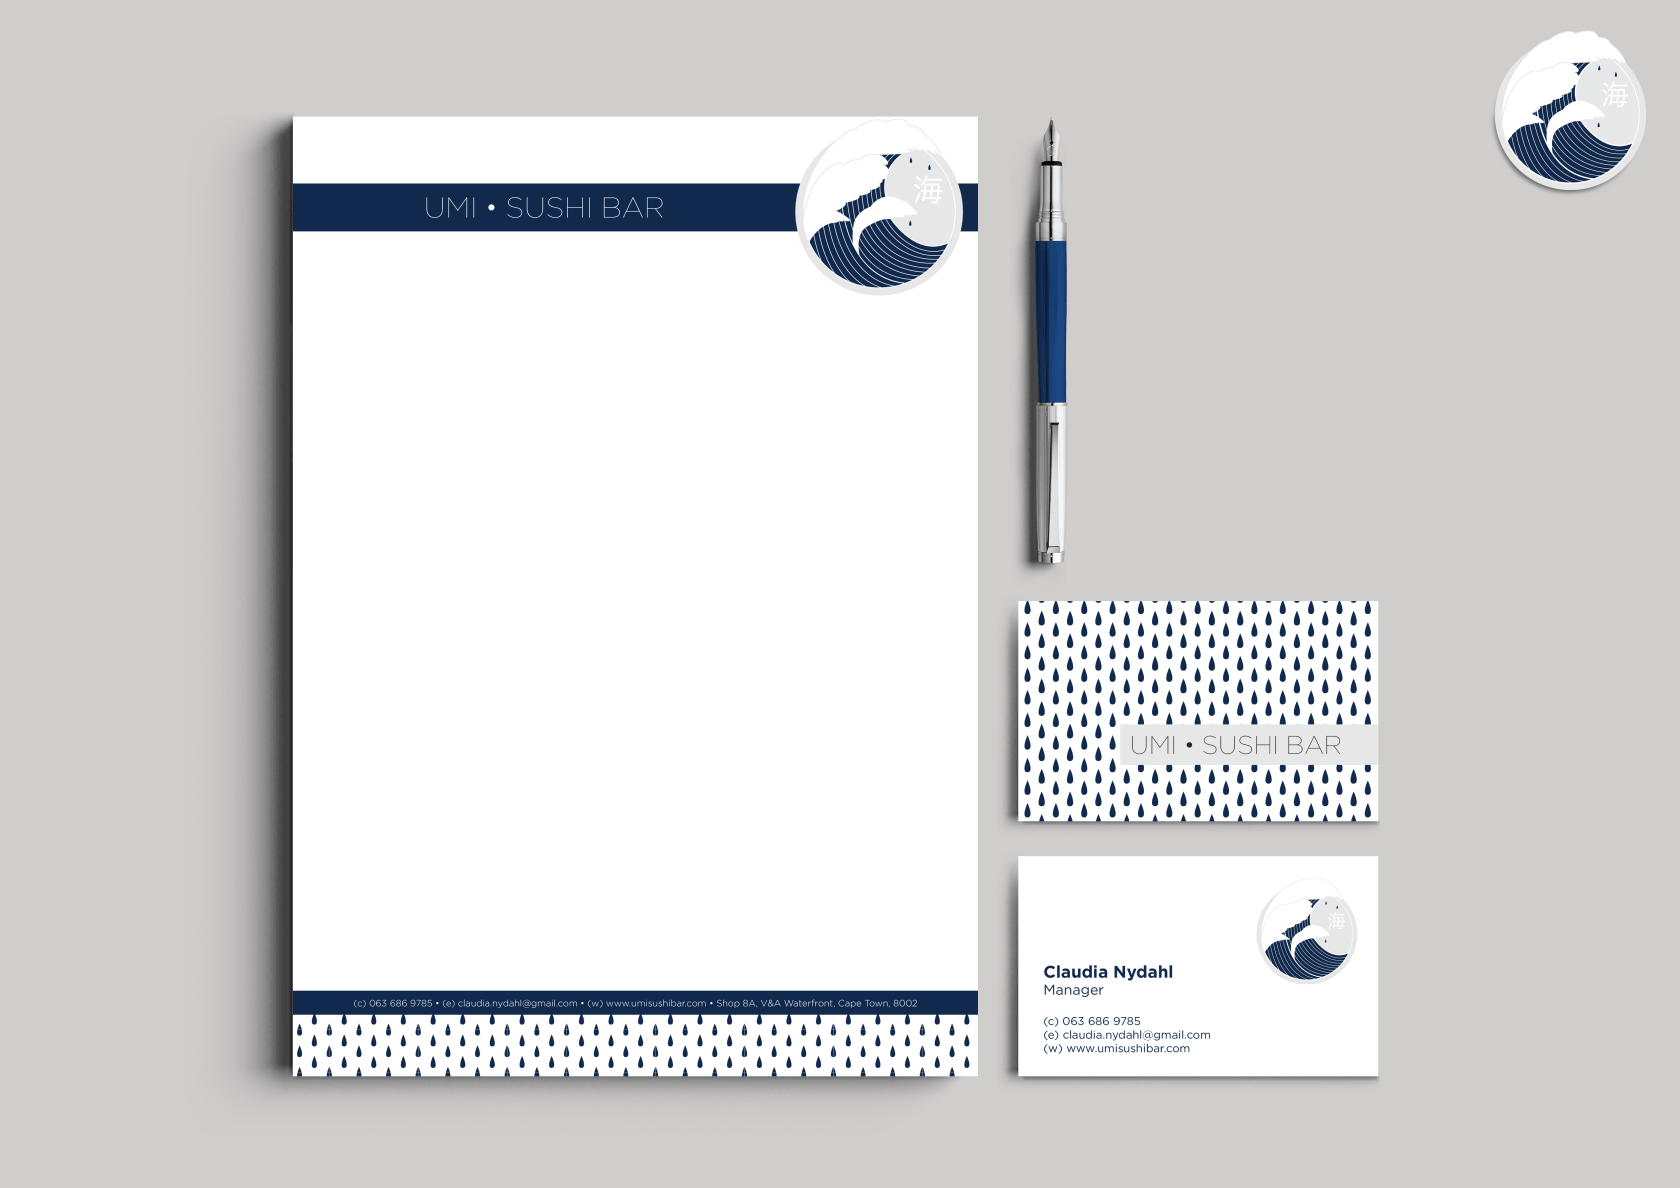 海
UMI • SUSHI BAR
海
(c) 063 686 9785 • (e) claudia.nydahl@gmail.com • (w) www.umisushibar.com • Shop 8A, V&A Waterfront, Cape Town, 8002
UMI • SUSHI BAR
海
Claudia Nydahl
Manager
(c) 063 686 9785
(e) claudia.nydahl@gmail.com
(w) www.umisushibar.com